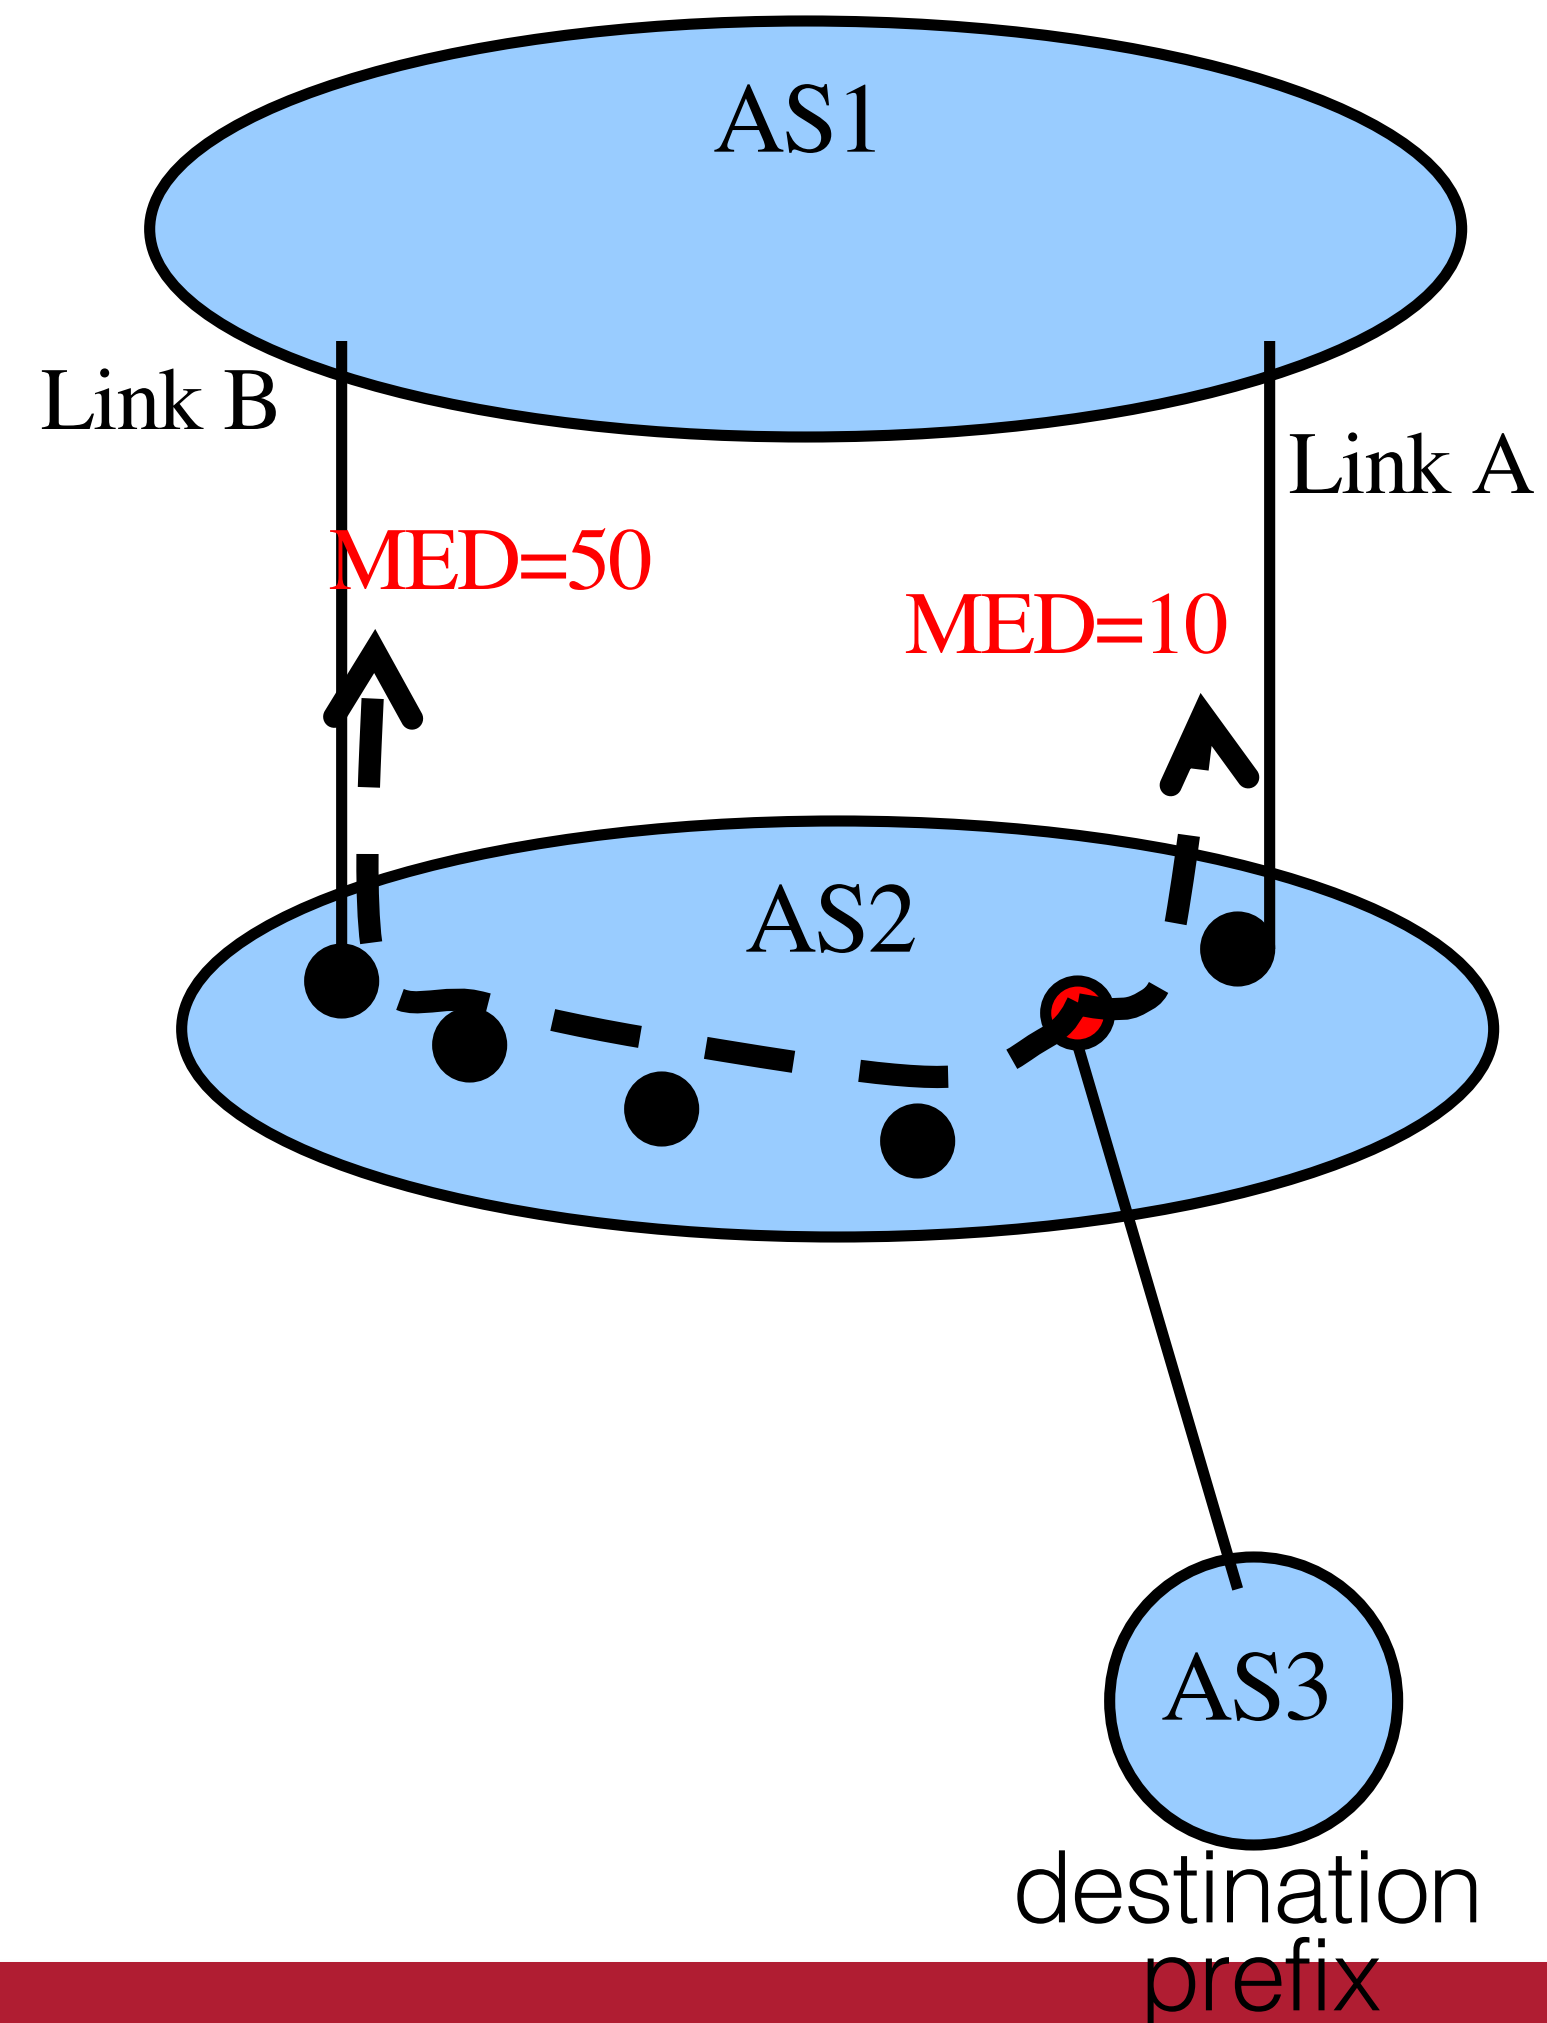 AS1
Link B
Link A
MED=50
MED=10
AS2
AS3
destination
prefix